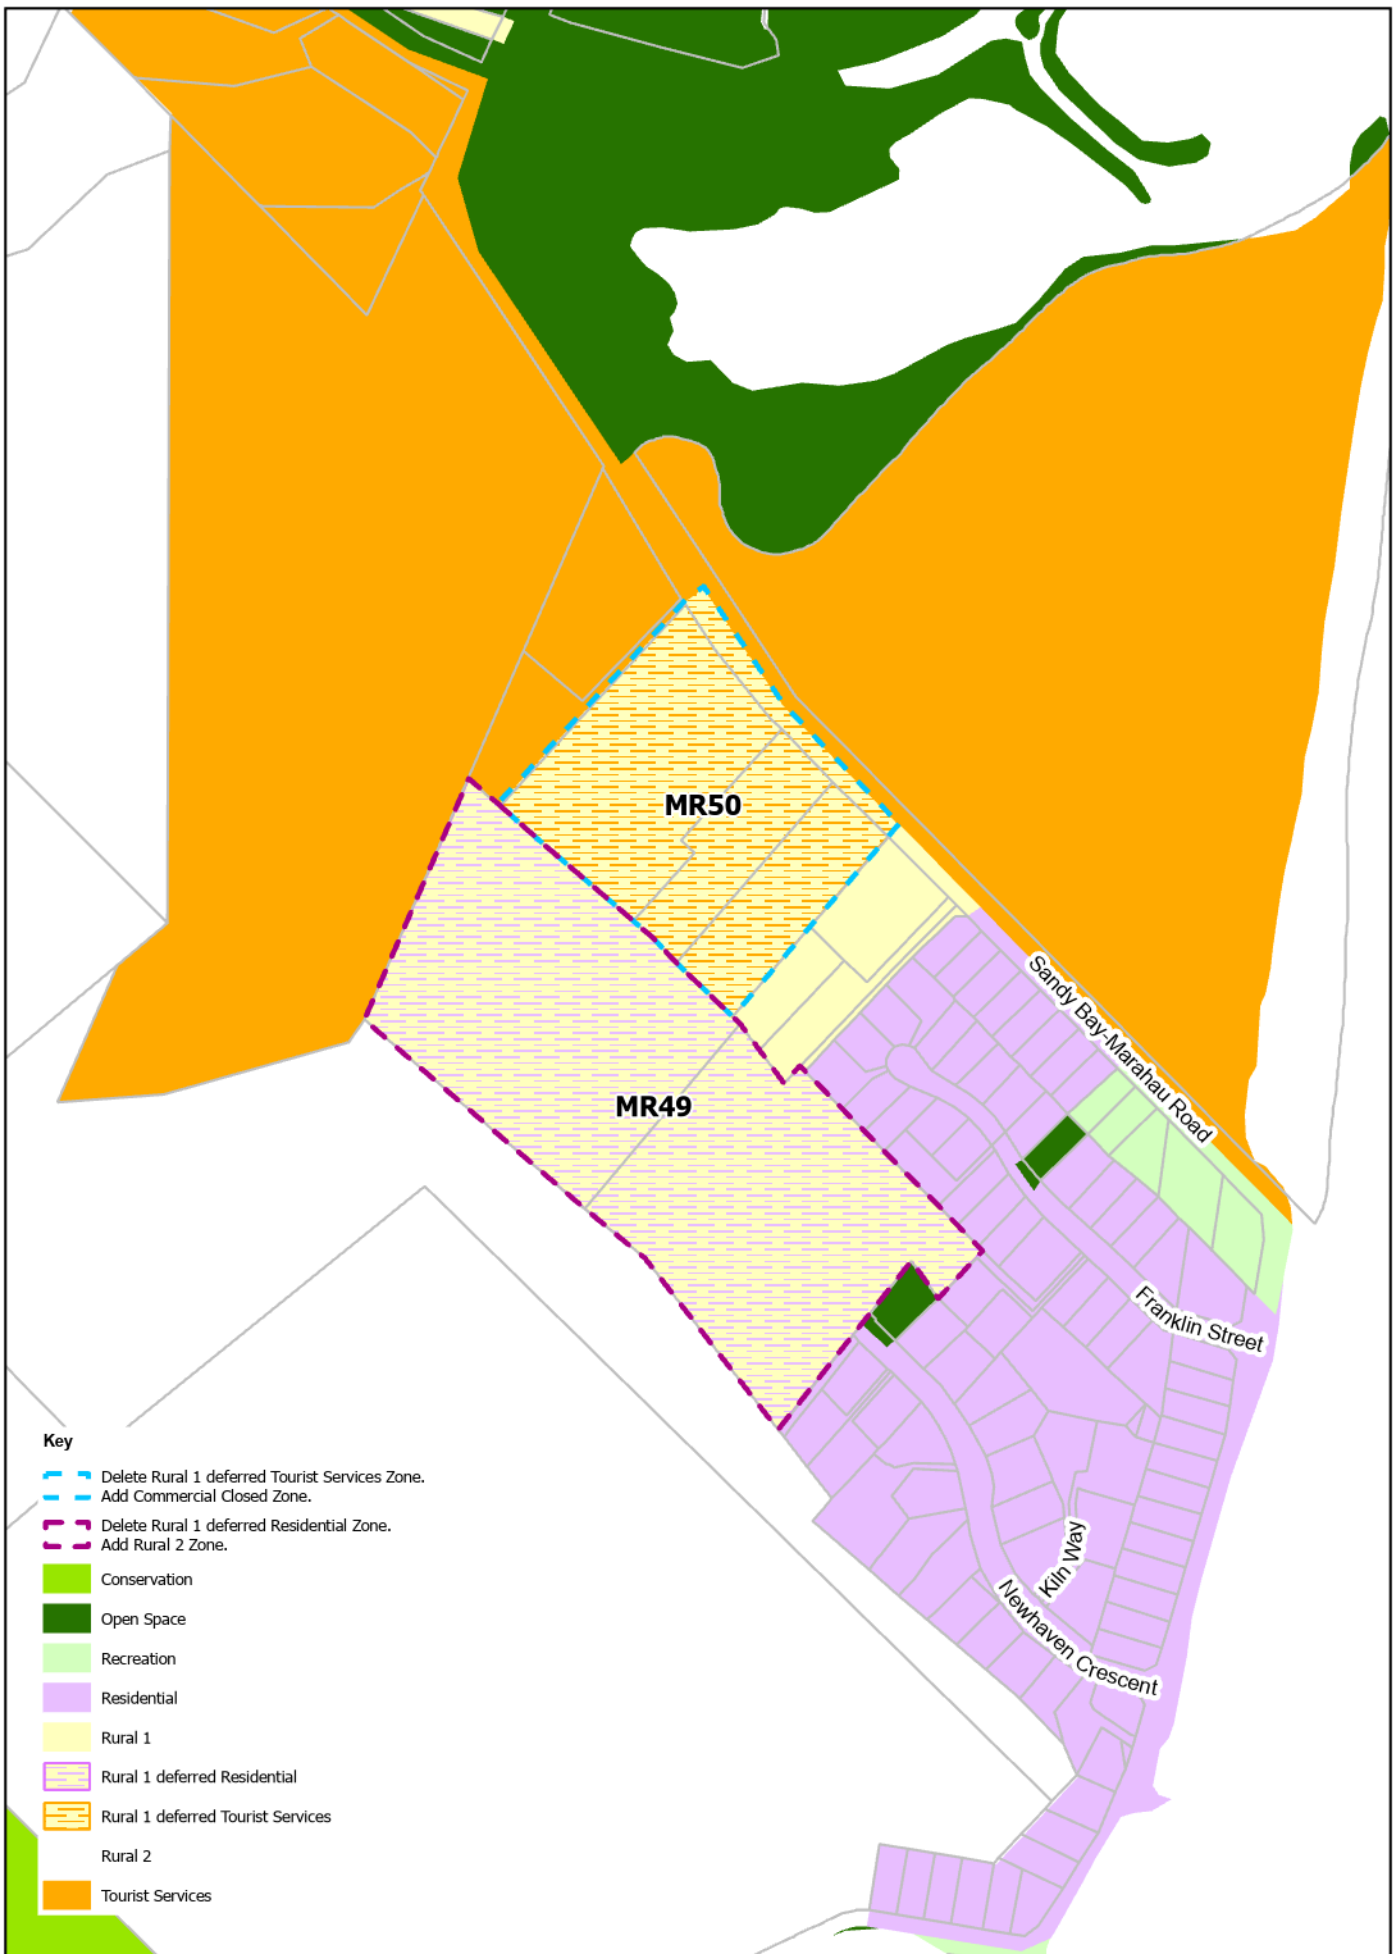 MR50
Sandy Bay-Marahau Road
MR49
Franklin Street
Kiln Way
Newhaven Crescent
Key
Delete Rural 1 deferred Tourist Services Zone.
Add Commercial Closed Zone.
Delete Rural 1 deferred Residential Zone.
Add Rural 2 Zone.
Conservation
Open Space
Recreation
Residential
Rural 1
Rural 1 deferred Residential
Rural 1 deferred Tourist Services
Rural 2
Tourist Services